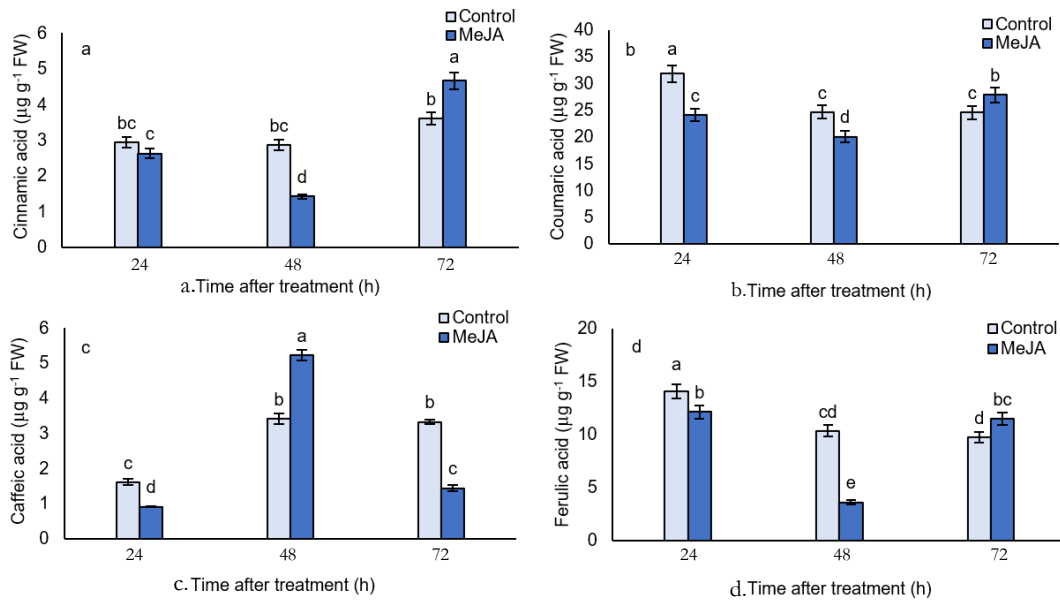 Control
MeJA
a
Cinnamic acid (µg g⁻¹ FW)
6
5
4
3
2
1
0
bc
c
bc
d
b
a
24
48
72
a.Time after treatment (h)
Control
MeJA
b
Coumaric acid (µg g⁻¹ FW)
40
35
30
25
20
15
10
5
0
a
c
c
d
c
b
24
48
72
b.Time after treatment (h)
Control
MeJA
c
Caffeic acid (µg g⁻¹ FW)
6
5
4
3
2
1
0
c
d
b
a
b
c
24
48
72
c.Time after treatment (h)
Control
MeJA
d
Ferulic acid (µg g⁻¹ FW)
20
15
10
5
0
a
b
cd
e
d
bc
24
48
72
d.Time after treatment (h)